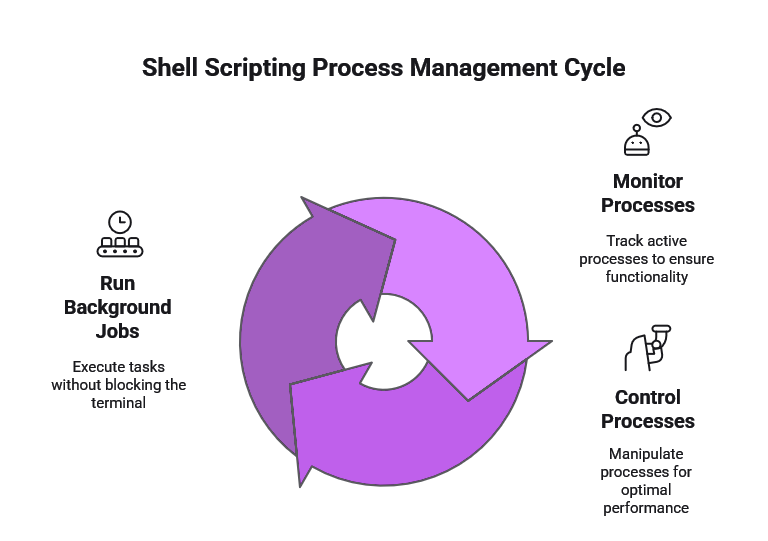 Shell Scripting Process Management Cycle
Monitor
Processes
Track active
processes to ensure
functionality
Run
Background
Jobs
Execute tasks
without blocking the
terminal
Control
Processes
Manipulate
processes for
optimal
performance